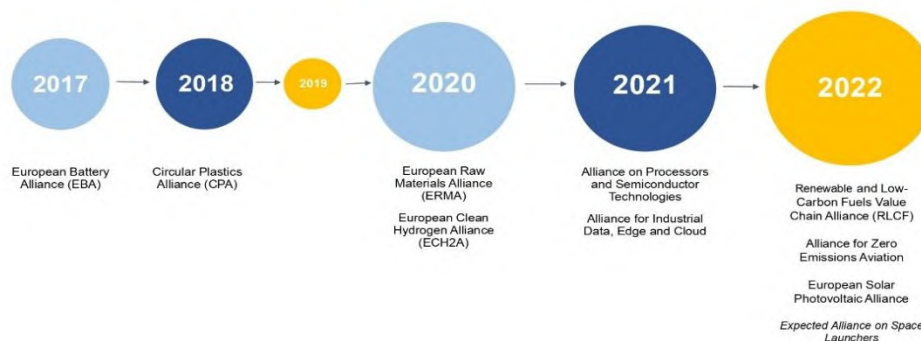 2017
2018
2019
2020
2021
2022
European Battery
Alliance (EBA)
Circular Plastics
Alliance (CPA)
European Raw
Materials Alliance
(ERMA)
European Clean
Hydrogen Alliance
(ECH2A)
Alliance on Processors
and Semiconductor
Technologies
Alliance for Industrial
Data, Edge and Cloud
Renewable and Low-
Carbon Fuels Value
Chain Alliance (RLCF)
Alliance for Zero
Emissions Aviation
European Solar
Photovoltaic Alliance
Expected Alliance on Space
Launchers